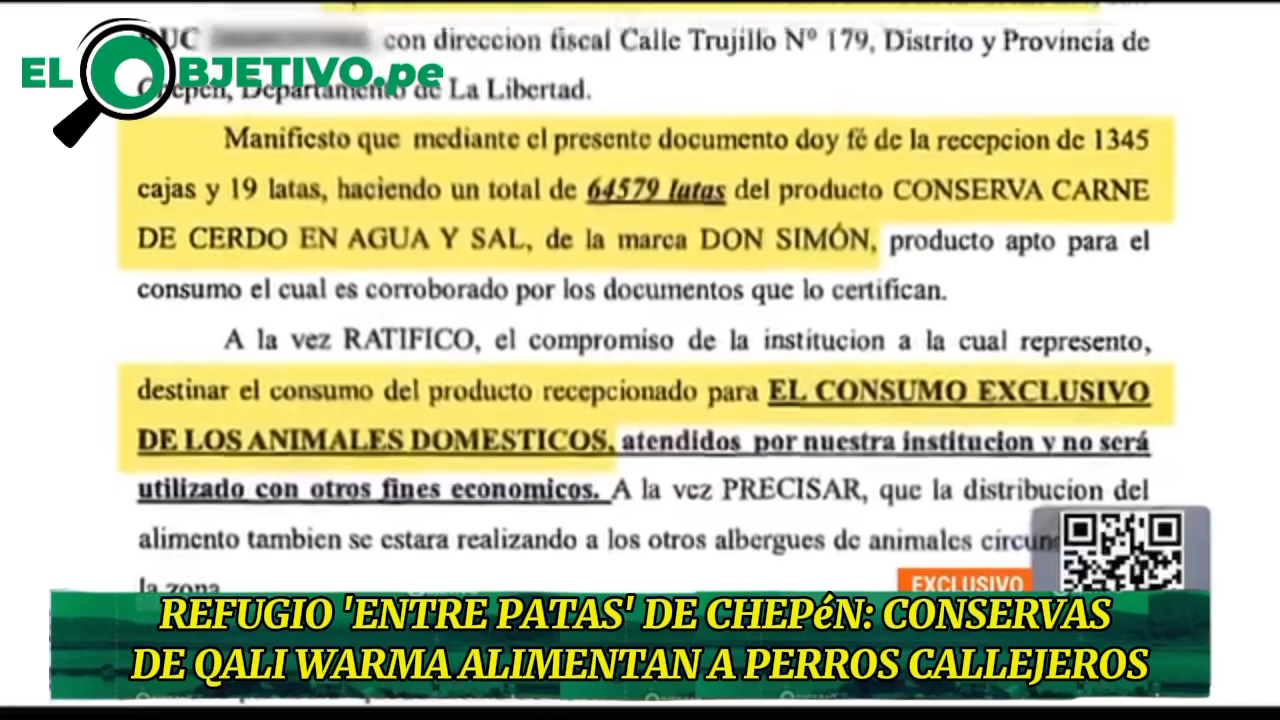 RUC con direccion fiscal Calle Trujillo Nº 179, Distrito y Provincia de
EL OBJETIVO.pe
Chepén, Departamento de La Libertad.
Manifiesto que mediante el presente documento doy fé de la recepcion de 1345
cajas y 19 latas, haciendo un total de 64579 latas del producto CONSERVA CARNE
DE CERDO EN AGUA Y SAL, de la marca DON SIMÓN, producto apto para el
consumo el cual es corroborado por los documentos que lo certifican.
A la vez RATIFICO, el compromiso de la institucion a la cual represento,
destinar el consumo del producto recepcionado para EL CONSUMO EXCLUSIVO
DE LOS ANIMALES DOMESTICOS, atendidos por nuestra institucion y no será
utilizado con otros fines economicos. A la vez PRECISAR, que la distribucion del
alimento tambien se estara realizando a los otros albergues de animales
la zona
EXCLUSIVO
REFUGIO 'ENTRE PATAS' DE CHEPéN: CONSERVAS
DE QALI WARMA ALIMENTAN A PERROS CALLEJEROS